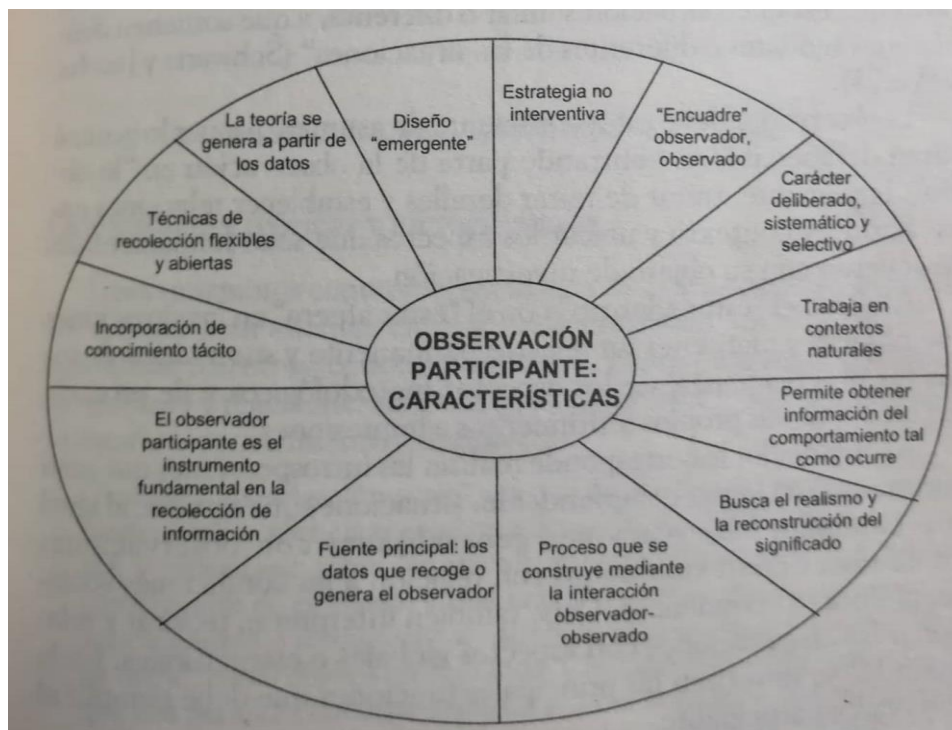 OBSERVACIÓN
PARTICIPANTE:
CARACTERÍSTICAS
Estrategia no
interventiva
"Encuadre"
observador,
observado
Carácter
deliberado,
sistemático y
selectivo
Trabaja en
contextos
naturales
Permite obtener
información del
comportamiento tal
como ocurre
Busca el realismo y
la reconstrucción del
significado
Proceso que se
construye mediante
la interacción
observador-
observado
Fuente principal: los
datos que recoge o
genera el observador
El observador
participante es el
instrumento
fundamental en la
recolección de
información
Incorporación de
conocimiento tácito
Técnicas de
recolección flexibles
y abiertas
La teoría se
genera a partir de
los datos
Diseño
"emergente"